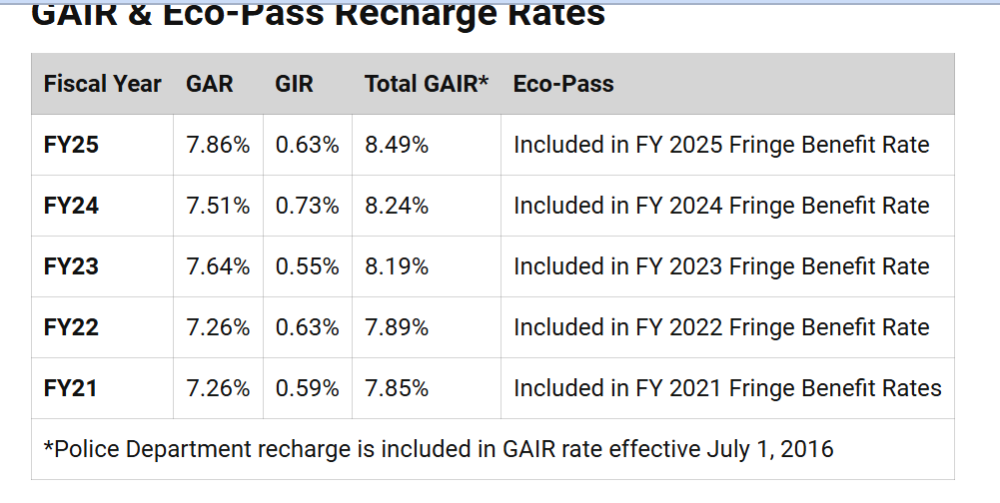 GAIR & Eco-Pass Recharge Rates
Fiscal Year GAR GIR Total GAIR* Eco-Pass
FY25 7.86% 0.63% 8.49% Included in FY 2025 Fringe Benefit Rate
FY24 7.51% 0.73% 8.24% Included in FY 2024 Fringe Benefit Rate
FY23 7.64% 0.55% 8.19% Included in FY 2023 Fringe Benefit Rate
FY22 7.26% 0.63% 7.89% Included in FY 2022 Fringe Benefit Rate
FY21 7.26% 0.59% 7.85% Included in FY 2021 Fringe Benefit Rates
*Police Department recharge is included in GAIR rate effective July 1, 2016